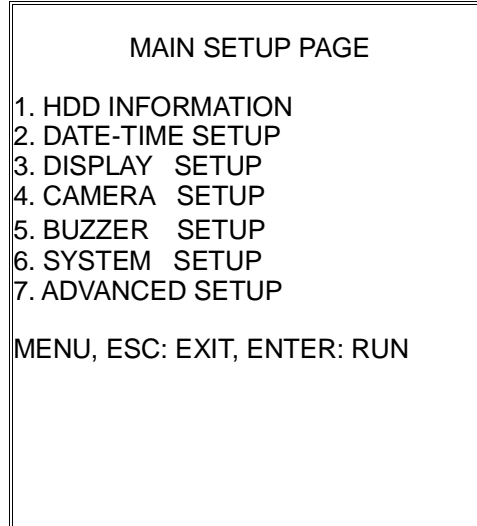 MAIN SETUP PAGE
1. HDD INFORMATION
2. DATE-TIME SETUP
3. DISPLAY SETUP
4. CAMERA SETUP
5. BUZZER SETUP
6. SYSTEM SETUP
7. ADVANCED SETUP
MENU, ESC: EXIT, ENTER: RUN